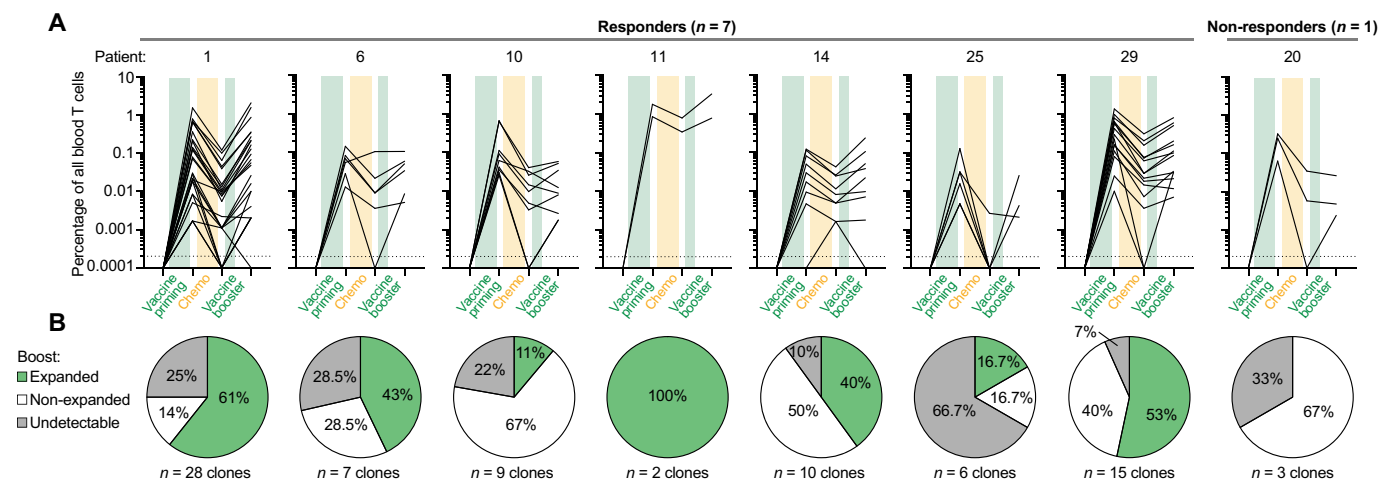 A
Responders (n = 7)
Non-responders (n = 1)
Patient:
1
6
10
11
14
25
29
20
Percentage of all blood T cells
10
1
0.1
0.01
0.001
0.0001
Vaccine
priming
Chemo
Vaccine
booster
Vaccine
priming
Chemo
Vaccine
booster
Vaccine
priming
Chemo
Vaccine
booster
Vaccine
priming
Chemo
Vaccine
booster
Vaccine
priming
Chemo
Vaccine
booster
Vaccine
priming
Chemo
Vaccine
booster
Vaccine
priming
Chemo
Vaccine
booster
Vaccine
priming
Chemo
Vaccine
booster
B
Boost:
Expanded
Non-expanded
Undetectable
25%
61%
14%
n = 28 clones
28.5%
43%
28.5%
n = 7 clones
11%
22%
67%
n = 9 clones
100%
n = 2 clones
10%
40%
50%
n = 10 clones
16.7%
16.7%
66.7%
n = 6 clones
7%
40%
53%
n = 15 clones
33%
67%
n = 3 clones